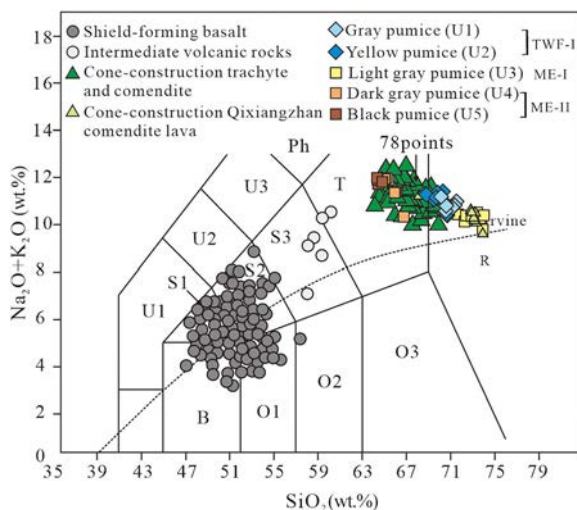 Shield-forming basalt
Intermediate volcanic rocks
Cone-construction trachyte
and comendite
Cone-construction Qixiangzhan
comendite lava
Gray pumice (U1)
Yellow pumice (U2)
TWF-I
Light gray pumice (U3) ME-I
Dark gray pumice (U4)
Black pumice (U5)
ME-II
18
16
14
12
10
8
6
4
2
0
Na2O+K2O (wt.%)
Ph
78points
U3
T
U2
S3
S2
S1
U1
rvine
R
B
O1
O2
O3
35 39 43 47 51 55 59 63 67 71 75 79
SiO2(wt.%)